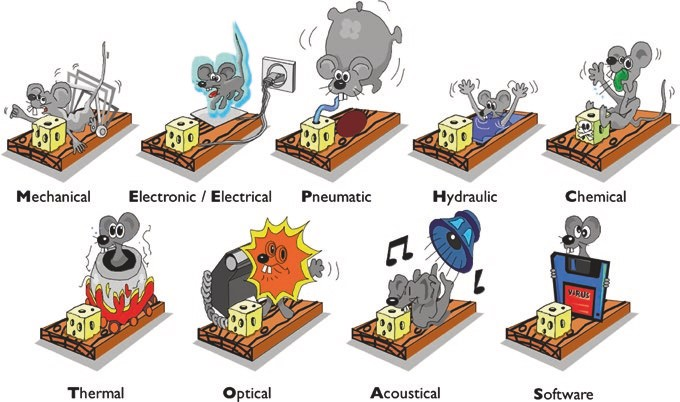 Mechanical
Electronic / Electrical
Pneumatic
Hydraulic
Chemical
VIRUS
Thermal
Optical
Acoustical
Software